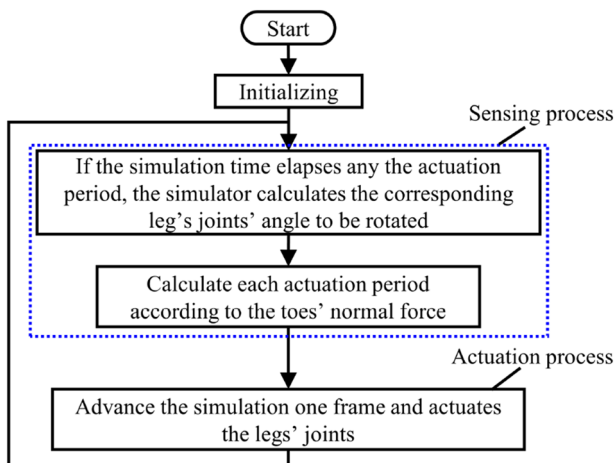 Start
Initializing
Sensing process
If the simulation time elapses any the actuation
period, the simulator calculates the corresponding
leg's joints' angle to be rotated
Calculate each actuation period
according to the toes' normal force
Actuation process
Advance the simulation one frame and actuates
the legs' joints